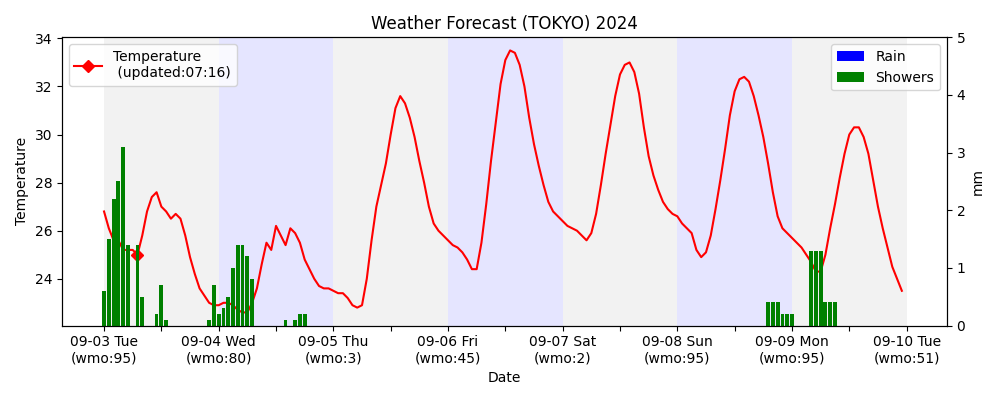 Weather Forecast (TOKYO) 2024
Temperature
(updated:07:16)
Rain
Showers
34
32
30
28
26
24
Temperature
5
4
3
2
1
0
mm
09-03 Tue
(wmo:95)
09-04 Wed
(wmo:80)
09-05 Thu
(wmo:3)
09-06 Fri
(wmo:45)
09-07 Sat
(wmo:2)
09-08 Sun
(wmo:95)
09-09 Mon
(wmo:95)
09-10 Tue
(wmo:51)
Date